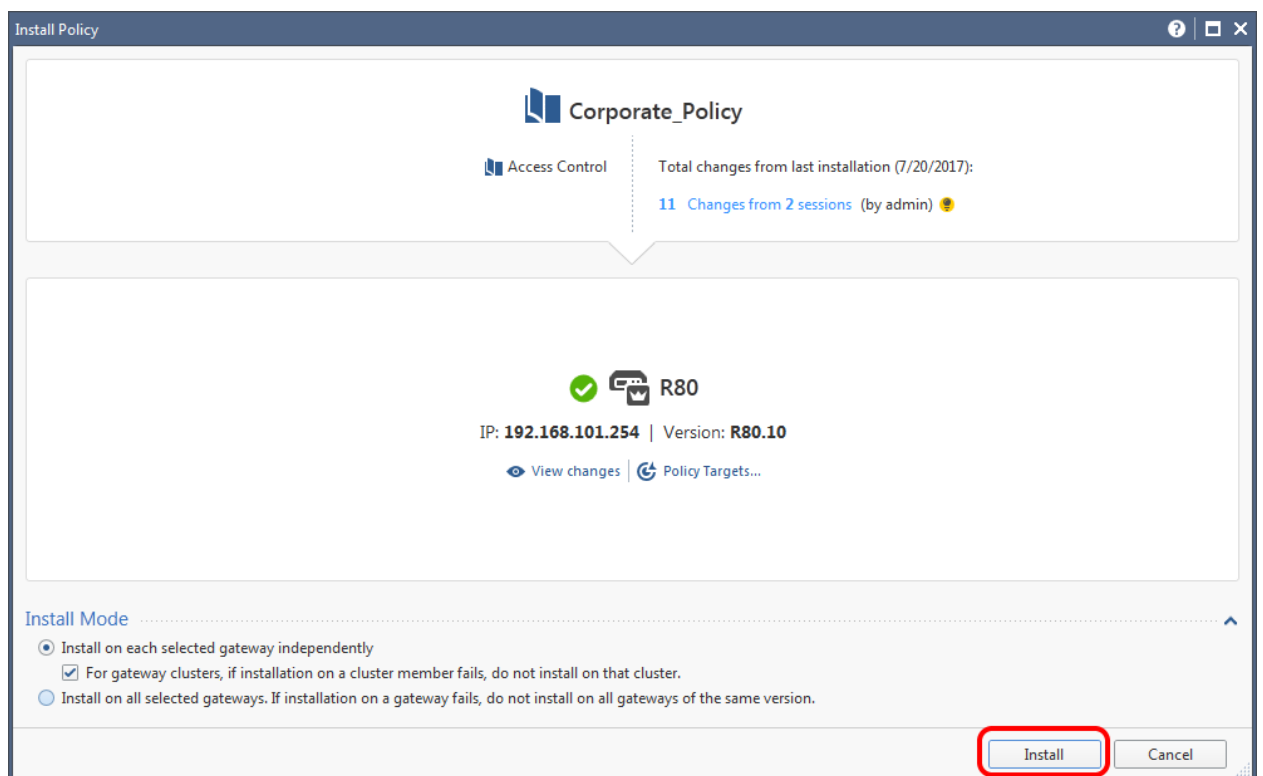 Install Policy
Corporate_Policy
Access Control
Total changes from last installation (7/20/2017):
11 Changes from 2 sessions (by admin)
R80
IP: 192.168.101.254 | Version: R80.10
View changes
Policy Targets...
Install Mode
Install on each selected gateway independently
For gateway clusters, if installation on a cluster member fails, do not install on that cluster.
Install on all selected gateways. If installation on a gateway fails, do not install on all gateways of the same version.
Install
Cancel